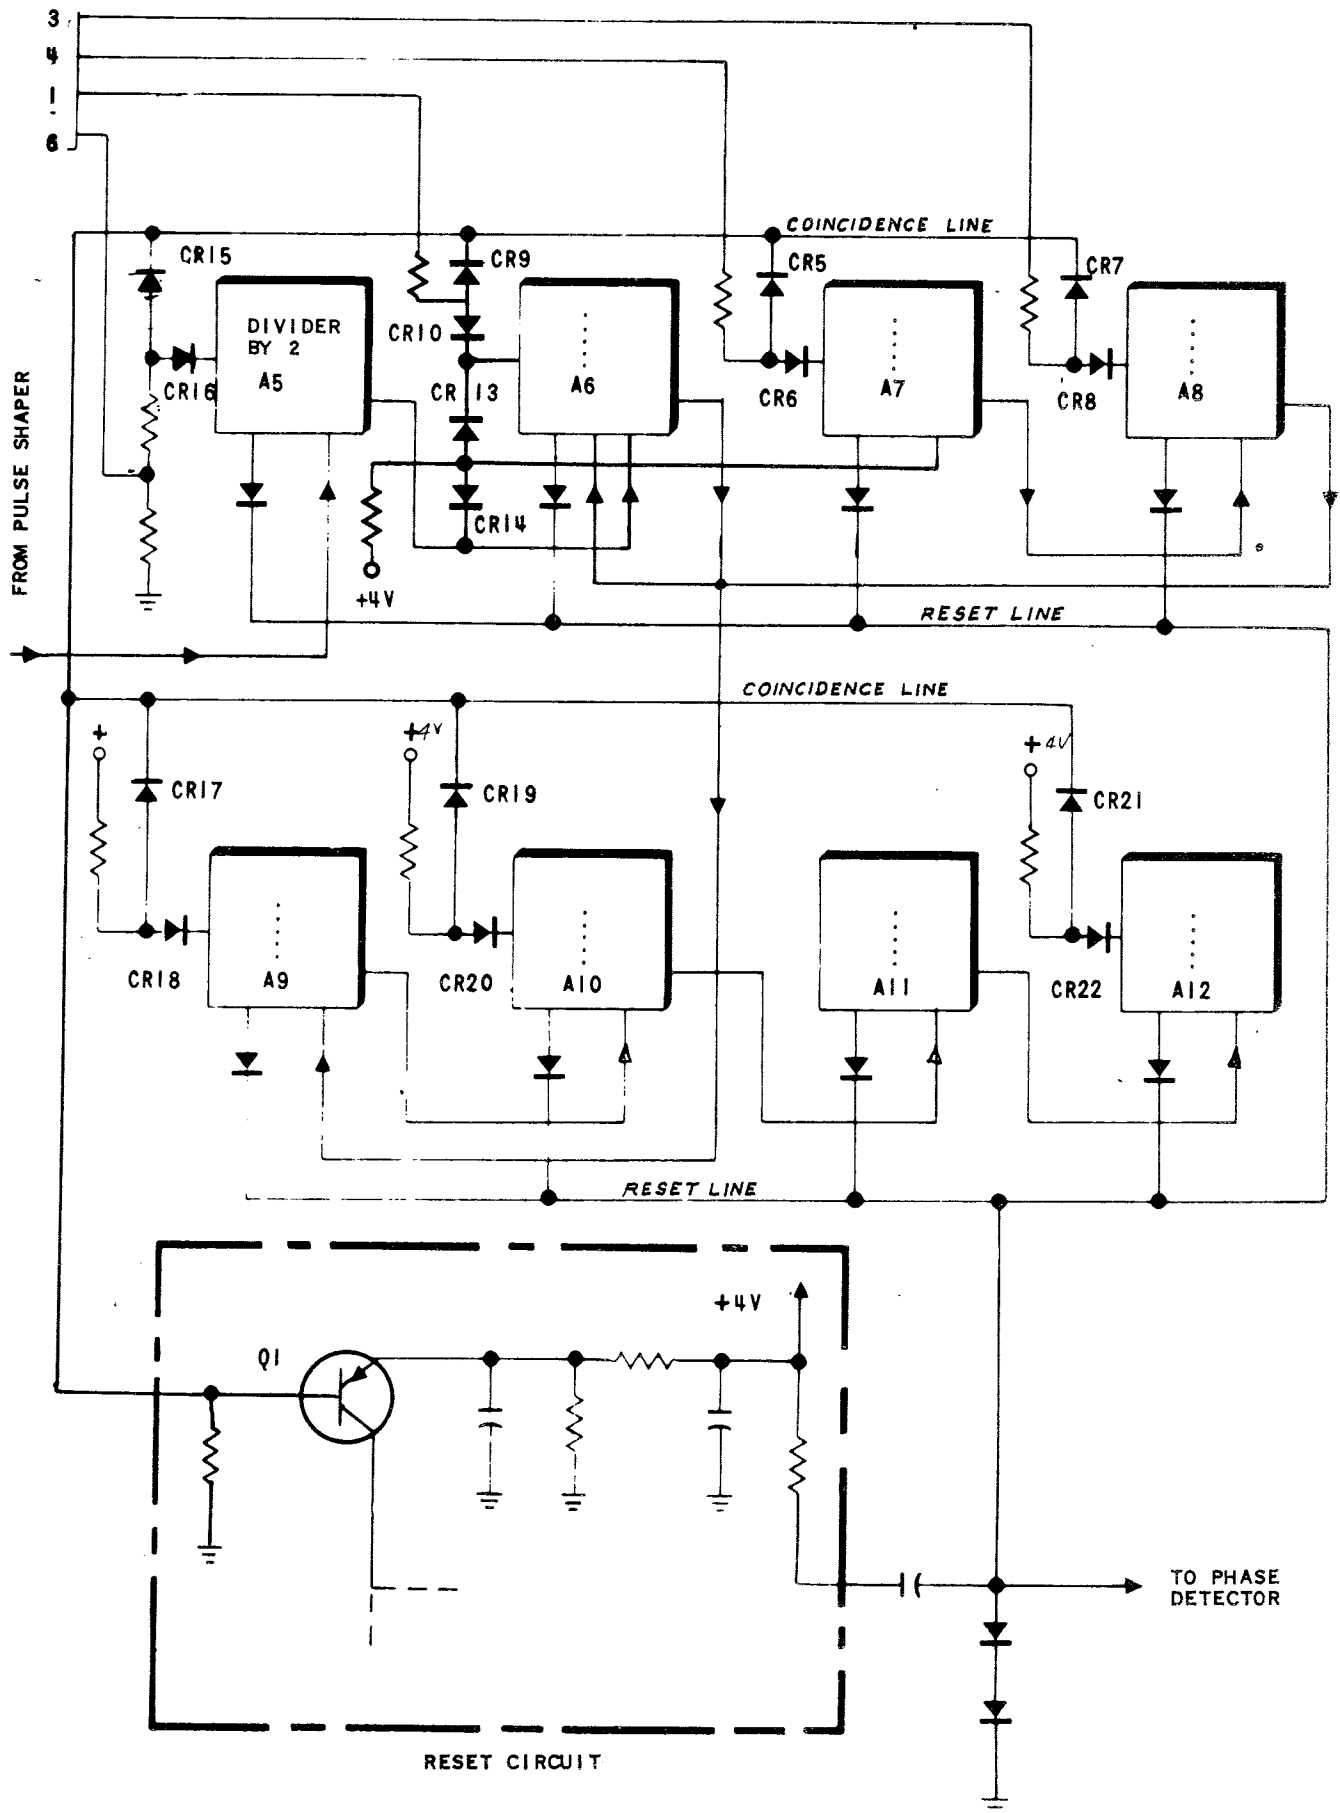 3
4
1
6
COINCIDENCE LINE
CR15
CR9
CR5
CR7
DIVIDER
BY 2
A5
CR10
CR16
CR 13
A6
CR6
A7
CR8
A8
FROM PULSE SHAPER
CR14
+4V
RESET LINE
COINCIDENCE LINE
+
+4V
+4V
CR17
CR19
CR21
CR18
A9
CR20
A10
A11
CR22
A12
RESET LINE
+4V
Q1
TO PHASE
DETECTOR
RESET CIRCUIT